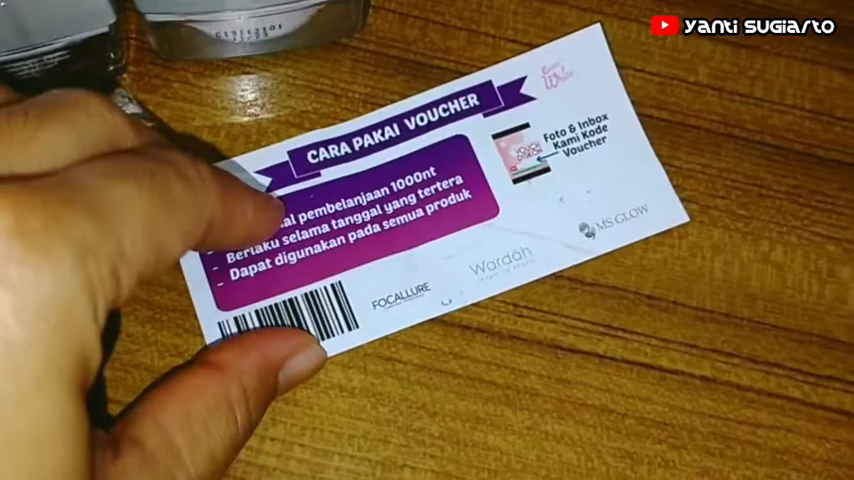 yanti sugiarto
CARA PAKAI VOUCHER
pembelanjaan 1000nt
- Berlaku selama tanggal yang tertera
- Dapat digunakan pada semua produk
Foto & Inbox
Kami Kode
Voucher
FOCALLURE
Wardah
MS GLOW